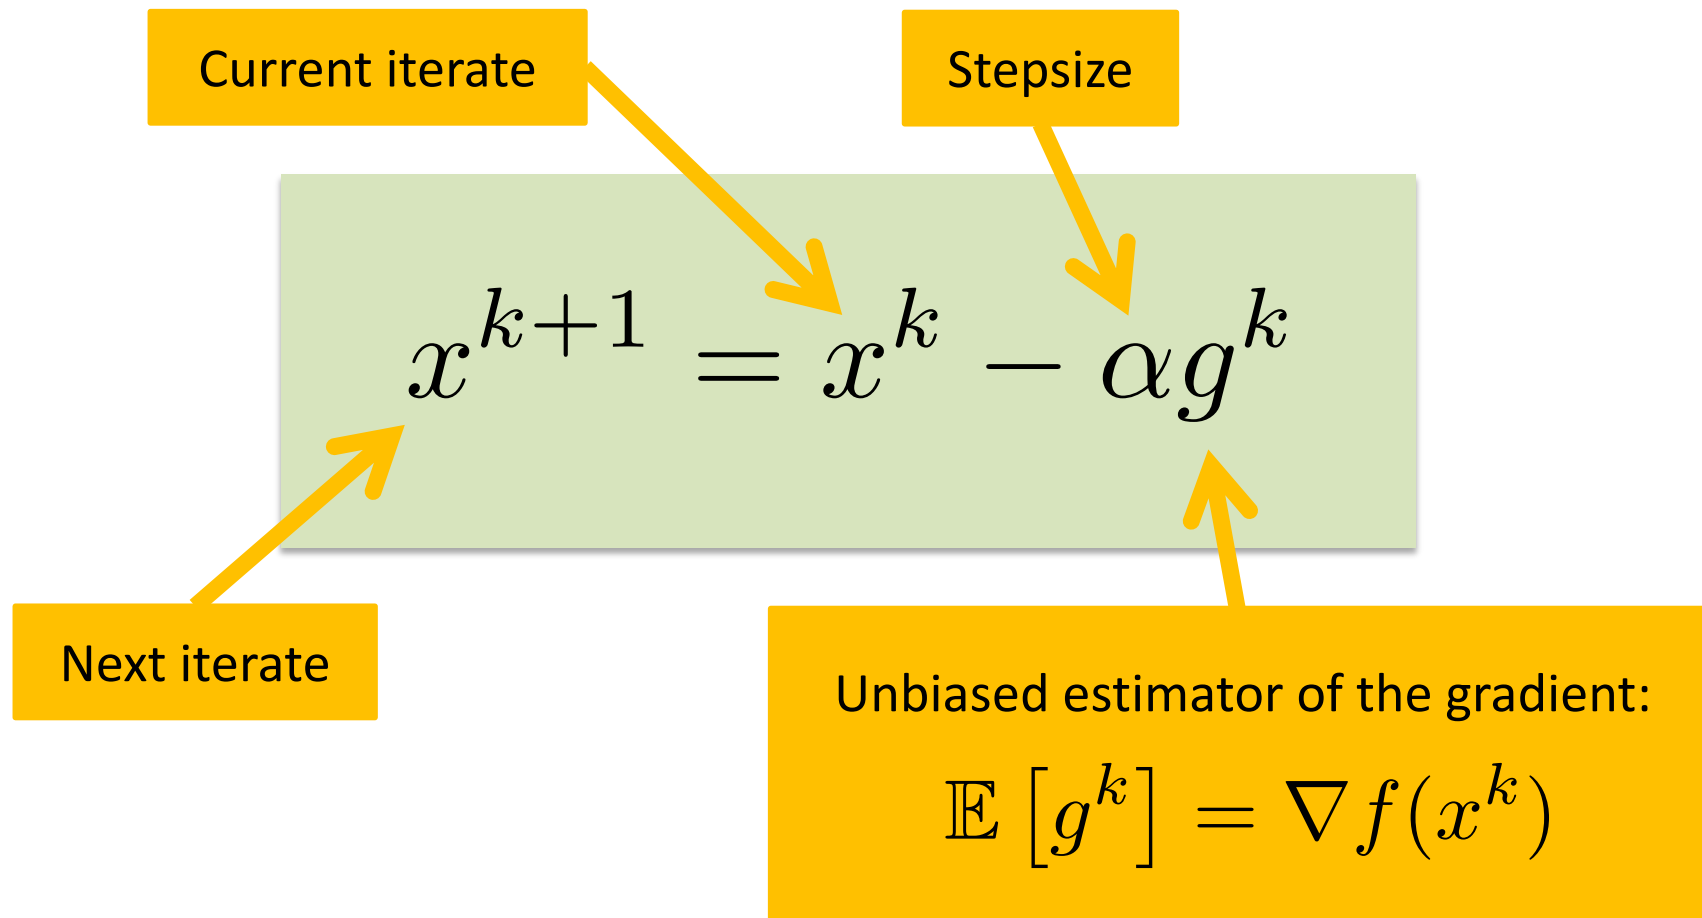 Current iterate
Stepsize
x^{k+1} = x^k − αg^k
Next iterate
Unbiased estimator of the gradient:
𝔼 [g^k] = ∇f(x^k)